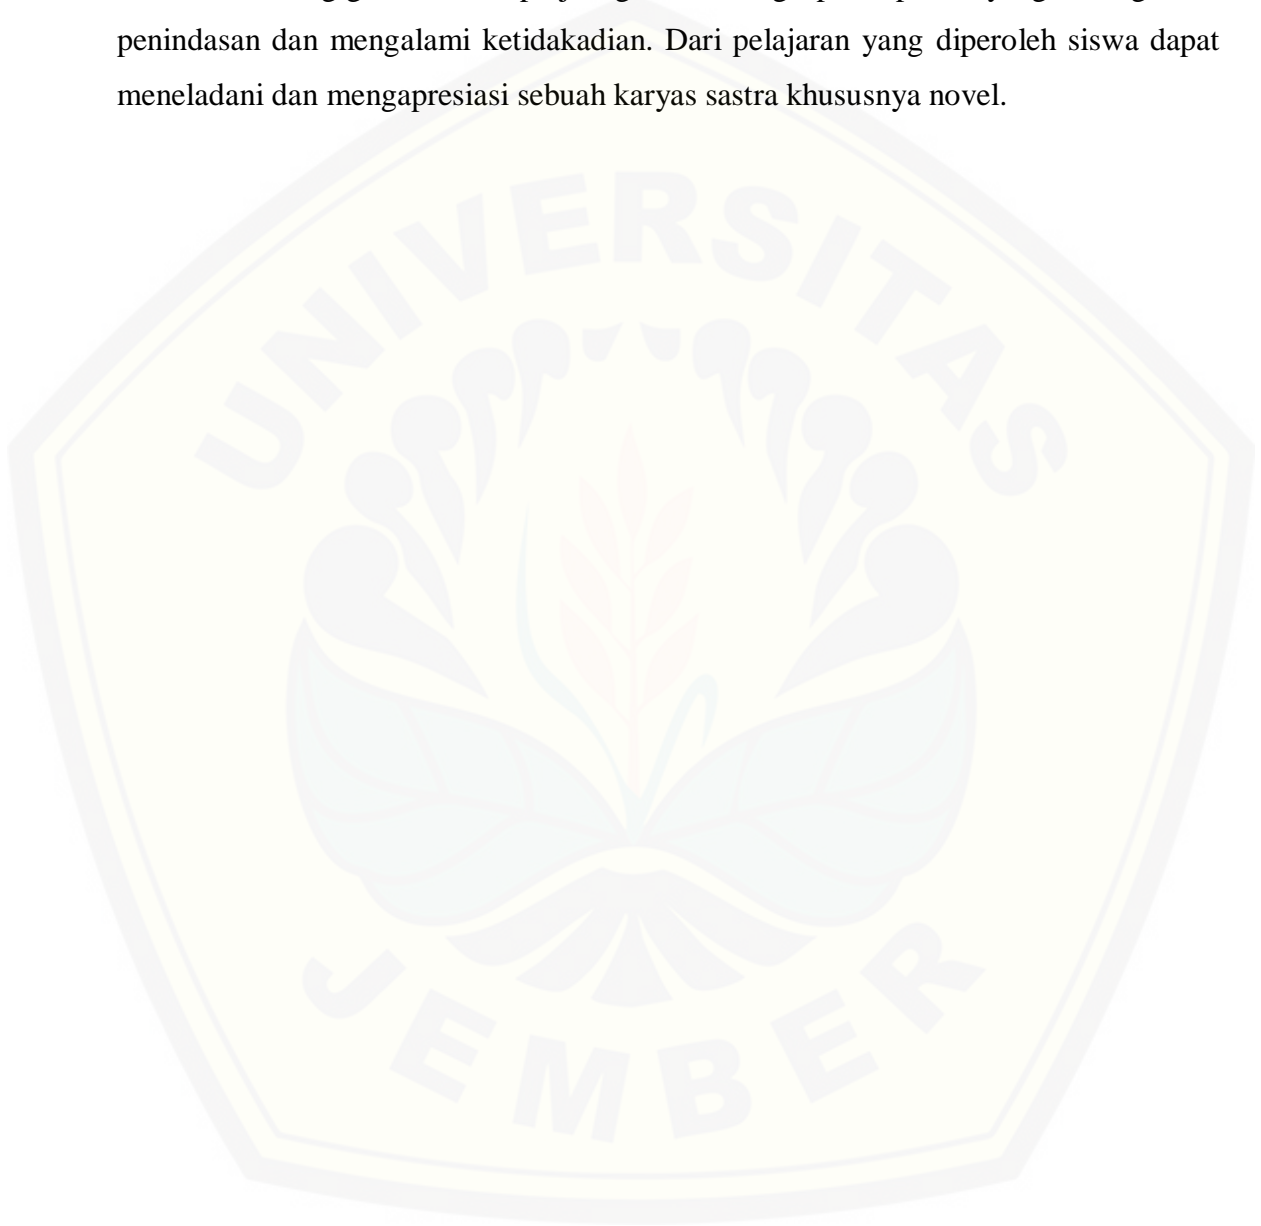 penindasan dan mengalami ketidakadian. Dari pelajaran yang diperoleh siswa dapat
meneladani dan mengapresiasi sebuah karyas sastra khususnya novel.
UNIVERSITAS
JEMBER